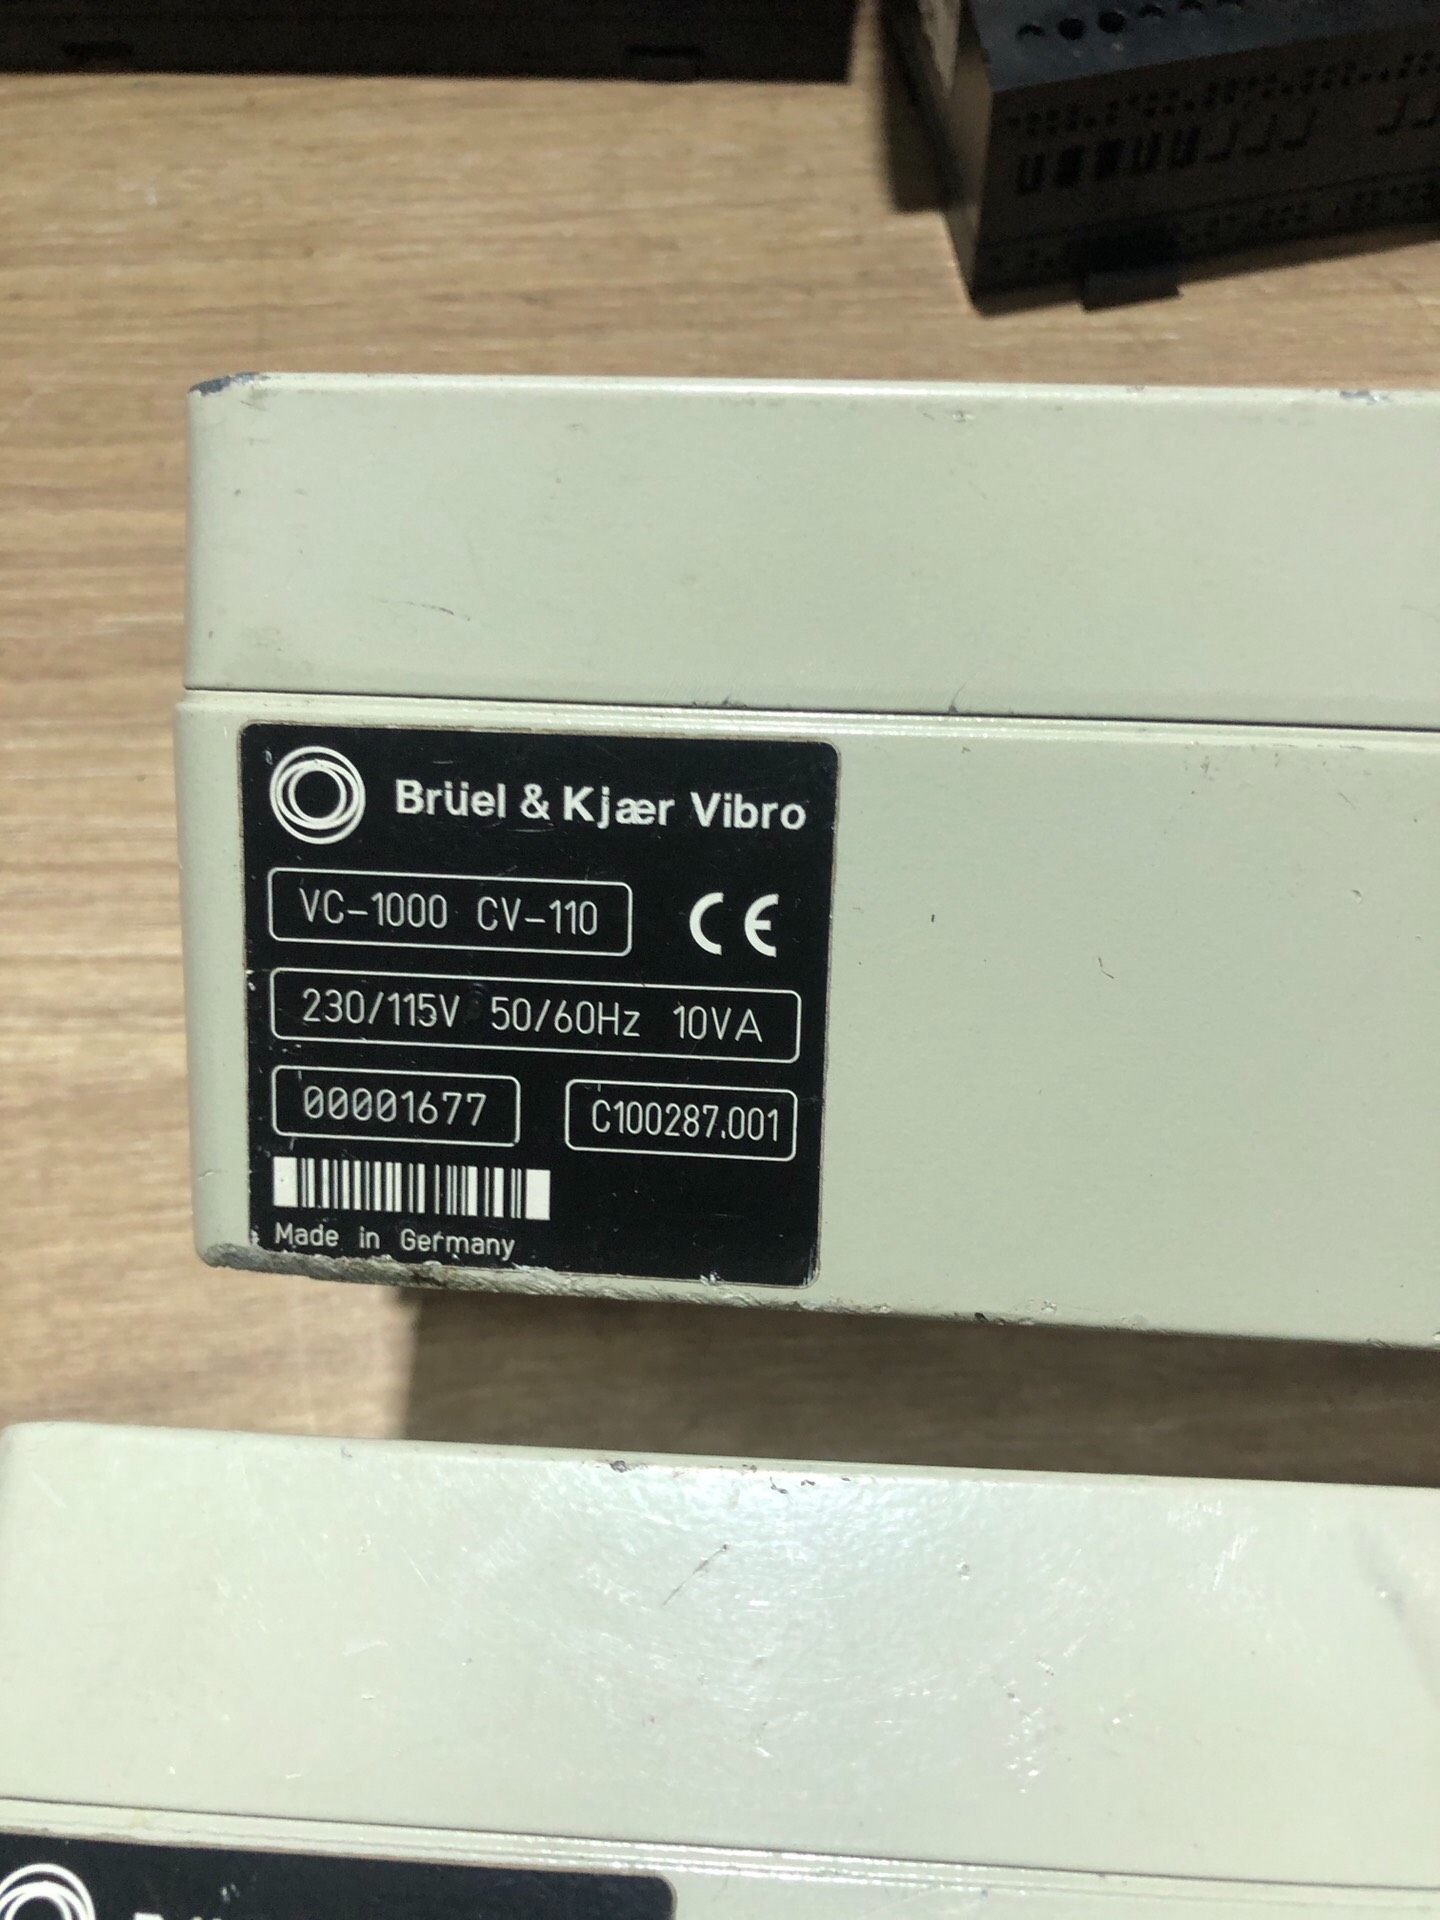 Brüel & Kjær Vibro
VC-1000 CV-110 CE
230/115V 50/60Hz 10VA
00001677 C100287.001
Made in Germany